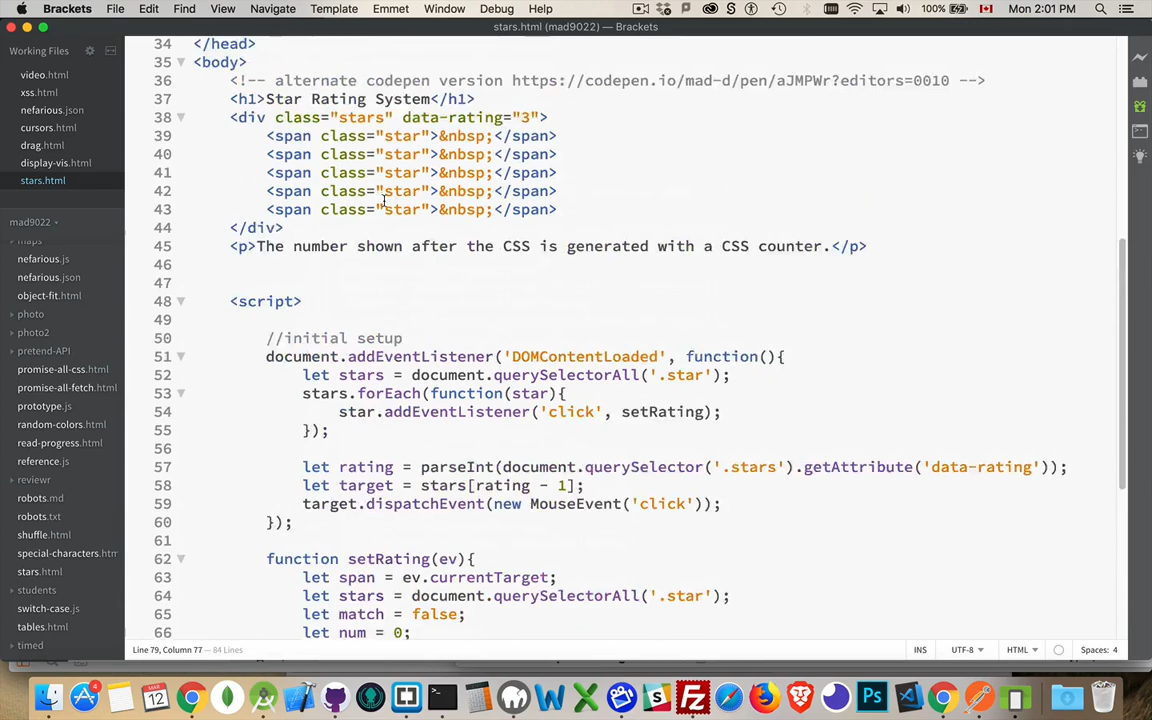 Brackets File Edit Find View Navigate Template Emmet Window Debug Help 100% Mon 2:01 PM
stars.html (mad9022) — Brackets
Working Files
video.html
xss.html
nefarious.html
cursors.html
drag.html
display-vis.html
stars.html
mad9022
maps
nefarious.js
nefarious.json
object-fit.html
photo
photo2
pretend-API
promise-all-css.html
promise-all-fetch.html
prototype.js
random-colors.html
read-progress.html
reference.js
reviewr
robots.md
robots.txt
shuffle.html
special-characters.htm
stars.html
students
switch-case.js
tables.html
timed
34 </head>
35 <body>
36 <!-- alternate codepen version https://codepen.io/mad-d/pen/aJMPWr?editors=0010 -->
37 <h1>Star Rating System</h1>
38 <div class="stars" data-rating="3">
39 <span class="star">&nbsp;</span>
40 <span class="star">&nbsp;</span>
41 <span class="star">&nbsp;</span>
42 <span class="star">&nbsp;</span>
43 <span class="star">&nbsp;</span>
44 </div>
45 <p>The number shown after the CSS is generated with a CSS counter.</p>
46
47
48 <script>
49
50 //initial setup
51 document.addEventListener('DOMContentLoaded', function(){
52 let stars = document.querySelectorAll('.star');
53 stars.forEach(function(star){
54 star.addEventListener('click', setRating);
55 });
56
57 let rating = parseInt(document.querySelector('.stars').getAttribute('data-rating'));
58 let target = stars[rating - 1];
59 target.dispatchEvent(new MouseEvent('click'));
60 });
61
62 function setRating(ev){
63 let span = ev.currentTarget;
64 let stars = document.querySelectorAll('.star');
65 let match = false;
66 let num = 0;
Line 79, Column 77 — 84 Lines INS UTF-8 HTML Spaces: 4
4 MAR 12